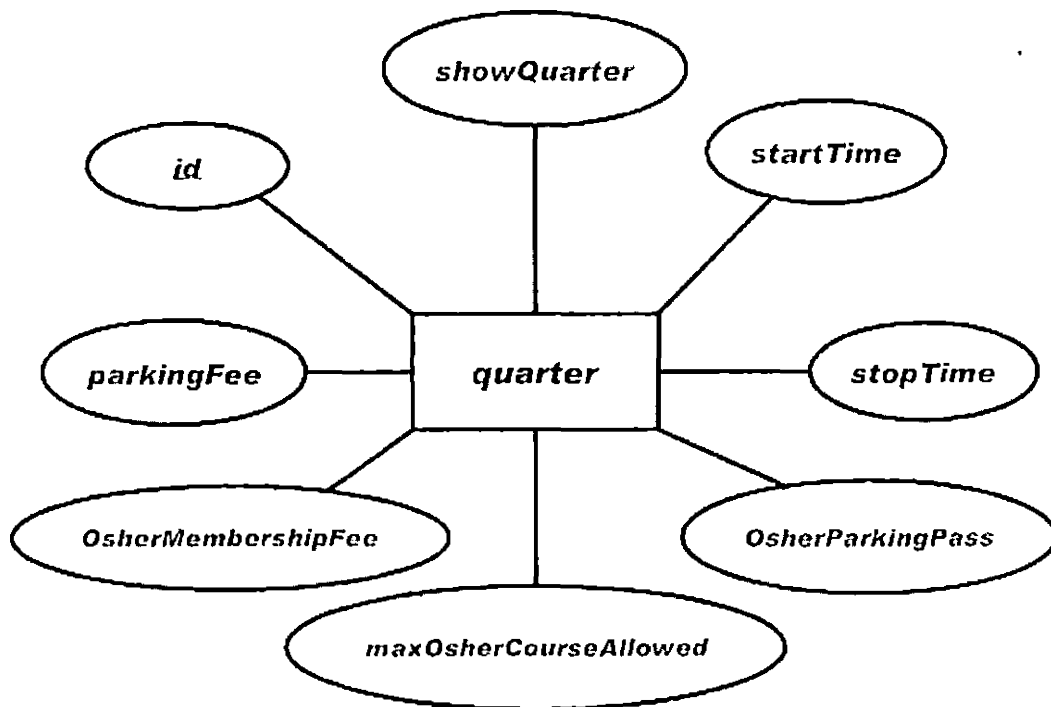 showQuarter
startTime
id
parkingFee
quarter
stopTime
OsherMembershipFee
OsherParkingPass
maxOsherCourseAllowed